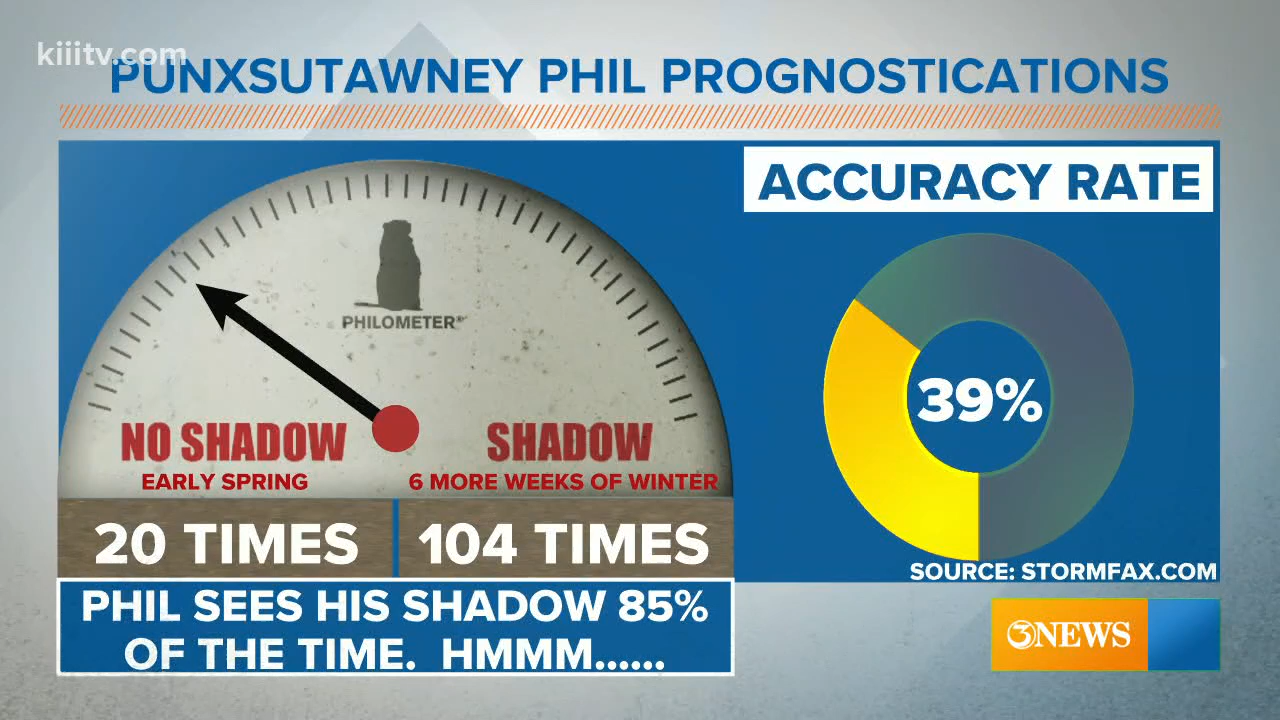 kiiitv.com
PUNXSUTAWNEY PHIL PROGNOSTICATIONS
PHILOMETER®
NO SHADOW
EARLY SPRING
SHADOW
6 MORE WEEKS OF WINTER
20 TIMES
104 TIMES
PHIL SEES HIS SHADOW 85%
OF THE TIME. HMMM......
ACCURACY RATE
39%
SOURCE: STORMFAX.COM
3NEWS